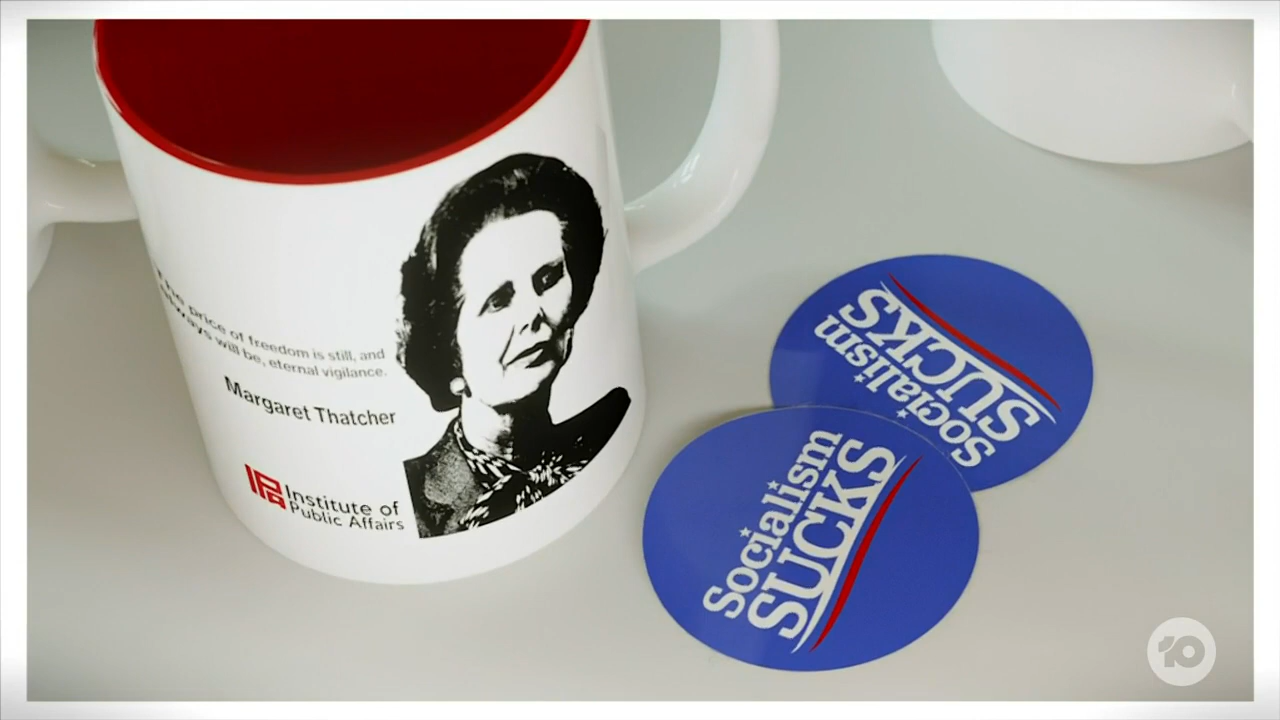 "The price of freedom is still, and
always will be, eternal vigilance.
Margaret Thatcher
IPA
Institute of
Public Affairs
Socialism
SUCKS
Socialism
SUCKS
10